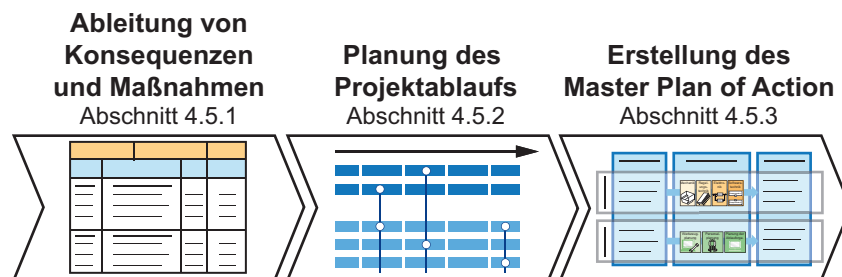 Ableitung von
Konsequenzen
und Maßnahmen
Abschnitt 4.5.1
Planung des
Projektablaufs
Abschnitt 4.5.2
Erstellung des
Master Plan of Action
Abschnitt 4.5.3